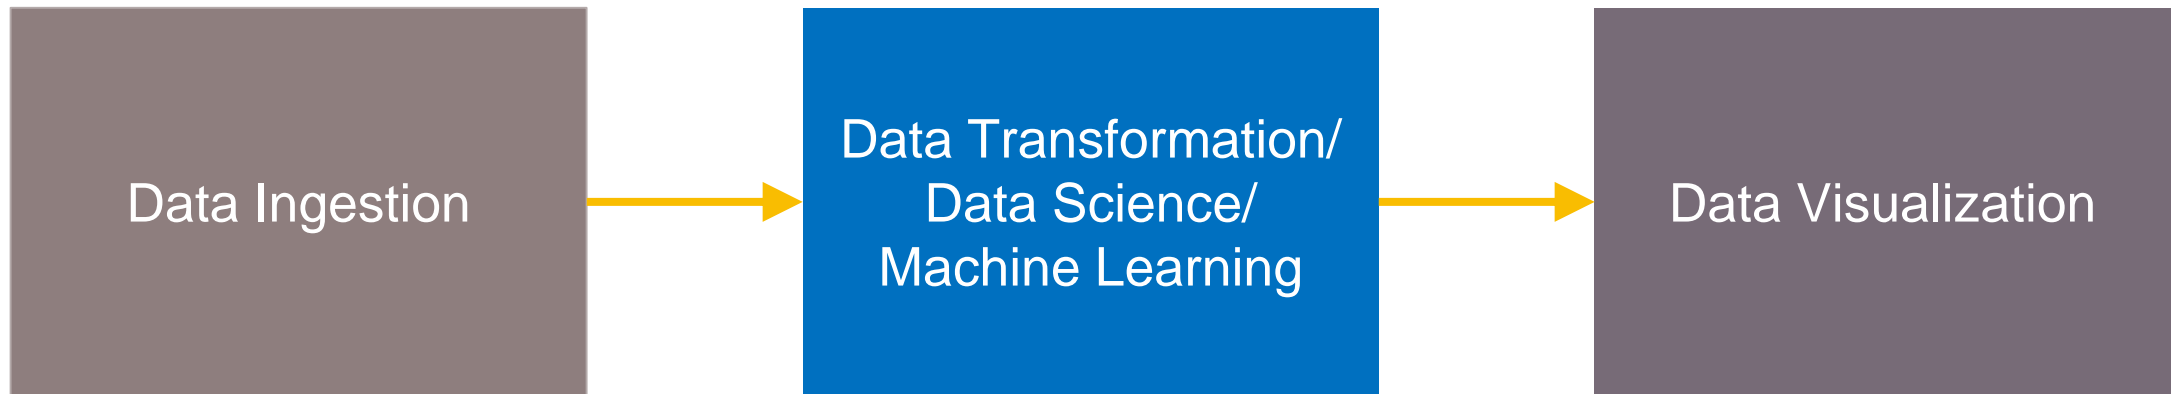 Data Ingestion
Data Transformation/
Data Science/
Machine Learning
Data Visualization